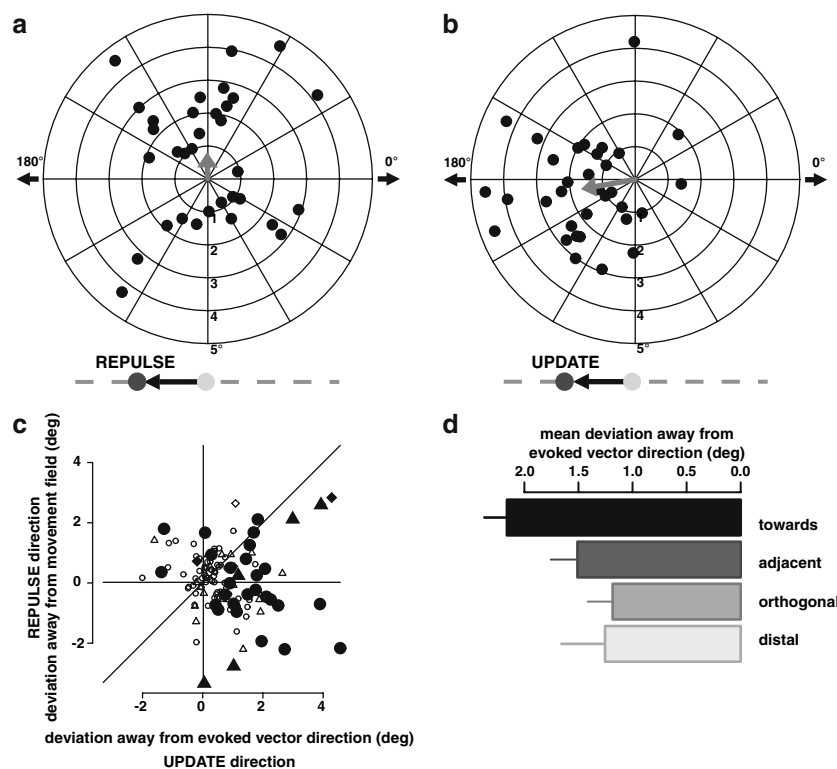 a
180°
0°
1
2
3
4
5°
REPULSE
b
180°
0°
1
2
3
4
5°
UPDATE
c
REPULSE direction
deviation away from movement field (deg)
4
2
0
-2
-2
0
2
4
deviation away from evoked vector direction (deg)
UPDATE direction
d
mean deviation away from
evoked vector direction (deg)
2.0
1.5
1.0
0.5
0.0
towards
adjacent
orthogonal
distal